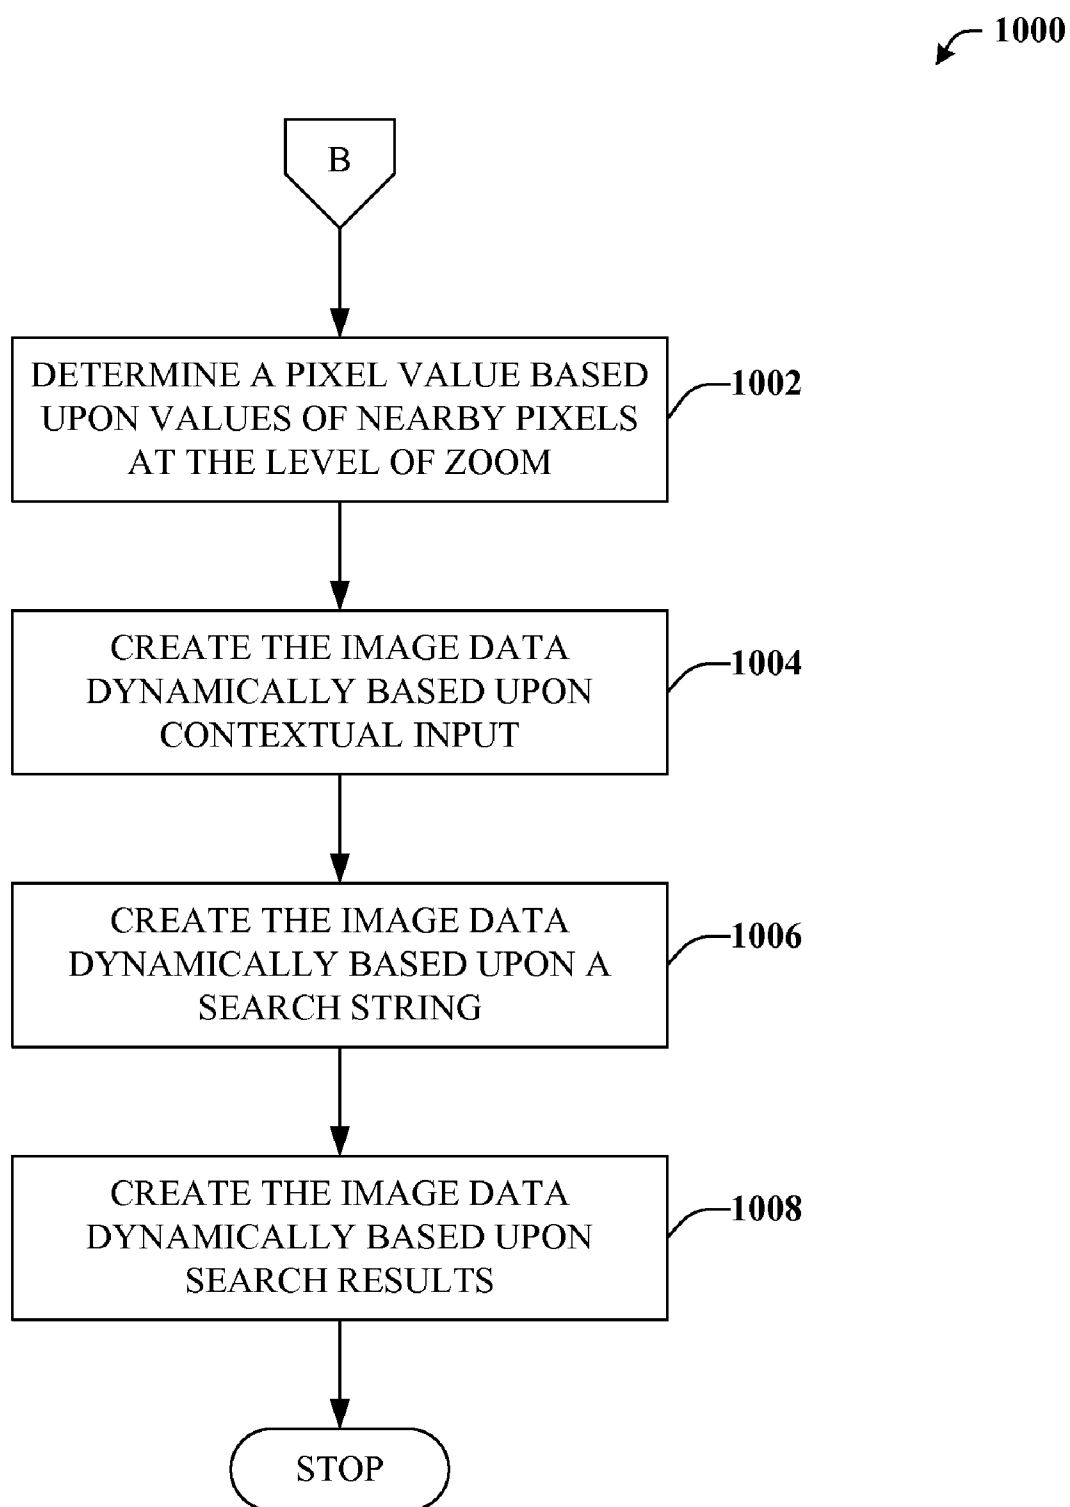 1000
B
DETERMINE A PIXEL VALUE BASED
UPON VALUES OF NEARBY PIXELS
AT THE LEVEL OF ZOOM
1002
CREATE THE IMAGE DATA
DYNAMICALLY BASED UPON
CONTEXTUAL INPUT
1004
CREATE THE IMAGE DATA
DYNAMICALLY BASED UPON A
SEARCH STRING
1006
CREATE THE IMAGE DATA
DYNAMICALLY BASED UPON
SEARCH RESULTS
1008
STOP